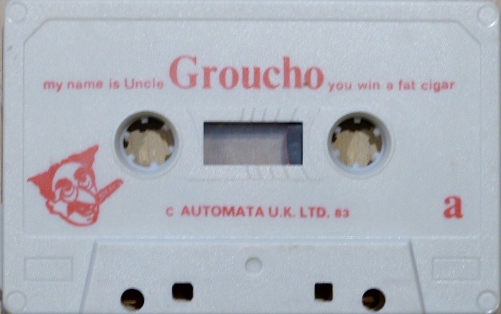 my name is Uncle Groucho you win a fat cigar
C AUTOMATA U.K. LTD. 83
a